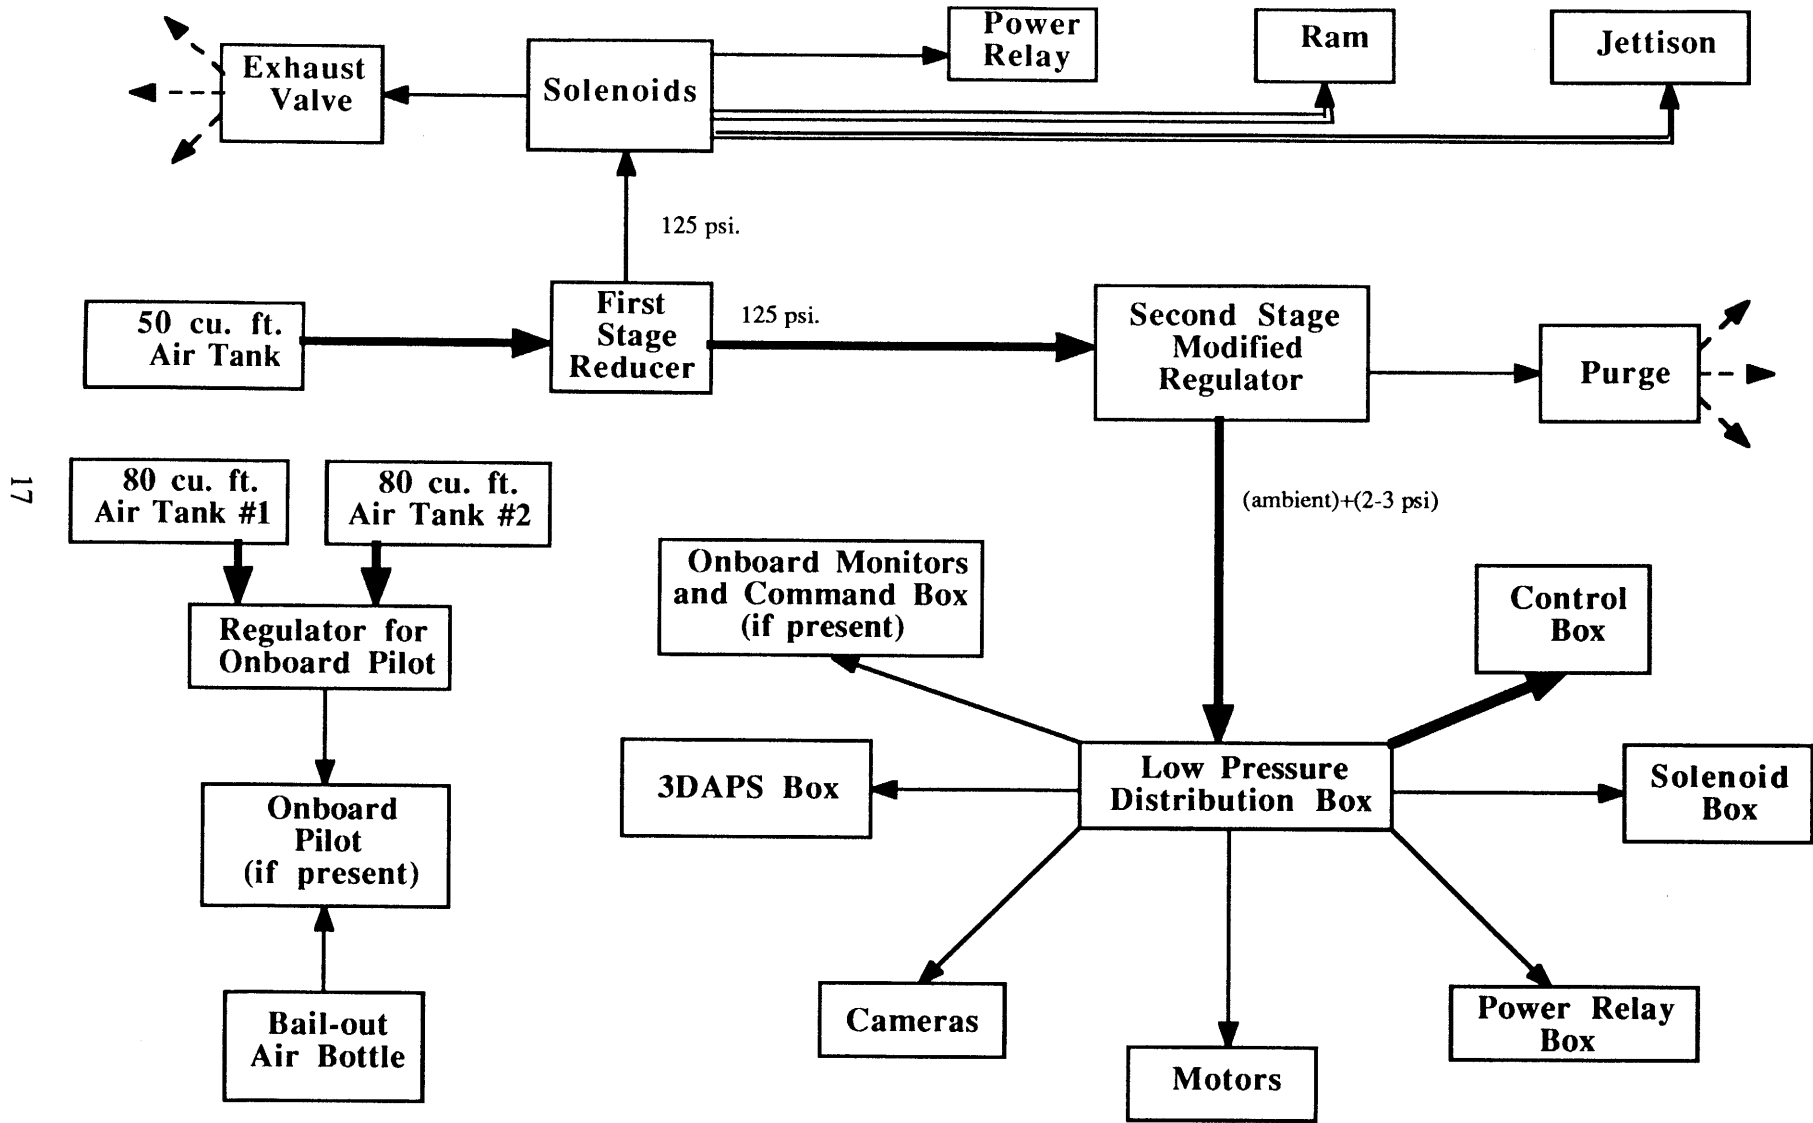 Power
Relay
Ram
Jettison
Exhaust
Valve
Solenoids
125 psi.
50 cu. ft.
Air Tank
First
Stage
Reducer
125 psi.
Second Stage
Modified
Regulator
Purge
80 cu. ft.
Air Tank #1
80 cu. ft.
Air Tank #2
17
(ambient)+(2-3 psi)
Onboard Monitors
and Command Box
(if present)
Control
Box
Regulator for
Onboard Pilot
3DAPS Box
Low Pressure
Distribution Box
Solenoid
Box
Onboard
Pilot
(if present)
Bail-out
Air Bottle
Cameras
Motors
Power Relay
Box